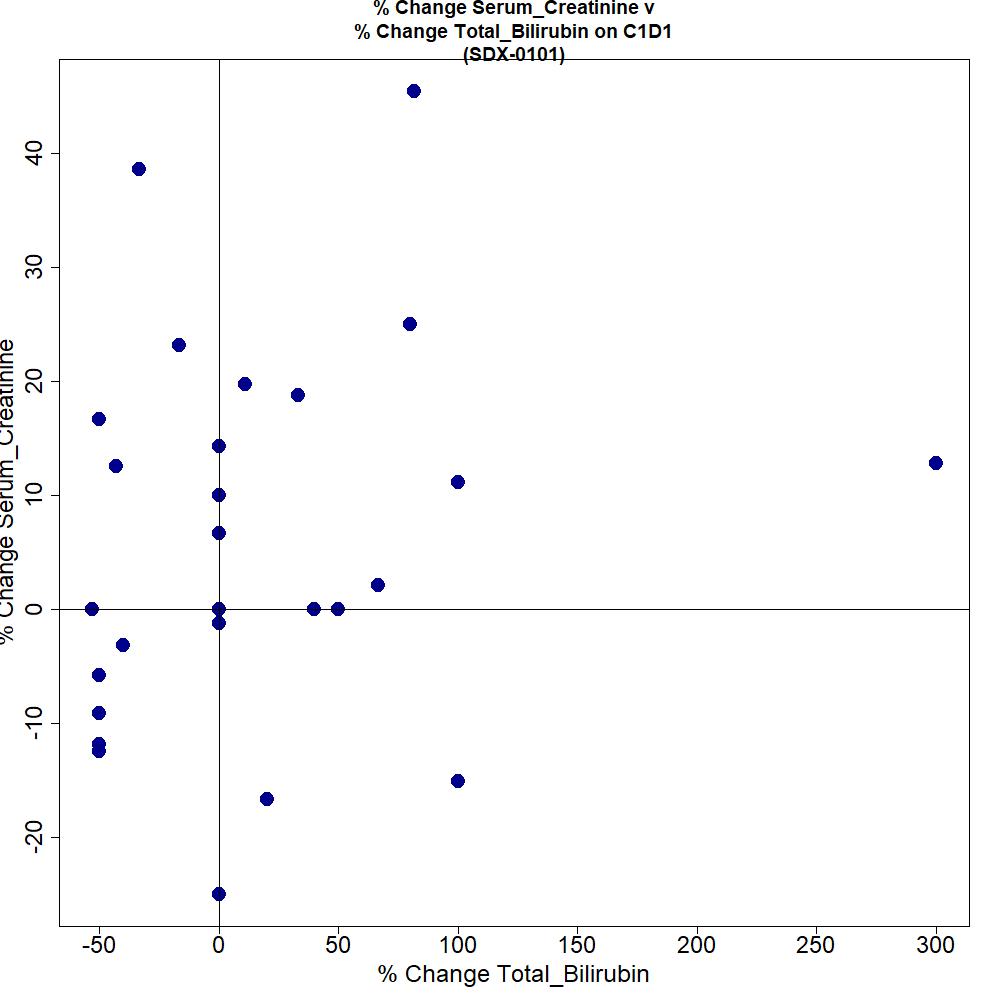 % Change Serum_Creatinine v
% Change Total_Bilirubin on C1D1
(SDX-0101)
% Change Serum_Creatinine
40
30
20
10
0
-10
-20
-50 0 50 100 150 200 250 300
% Change Total_Bilirubin